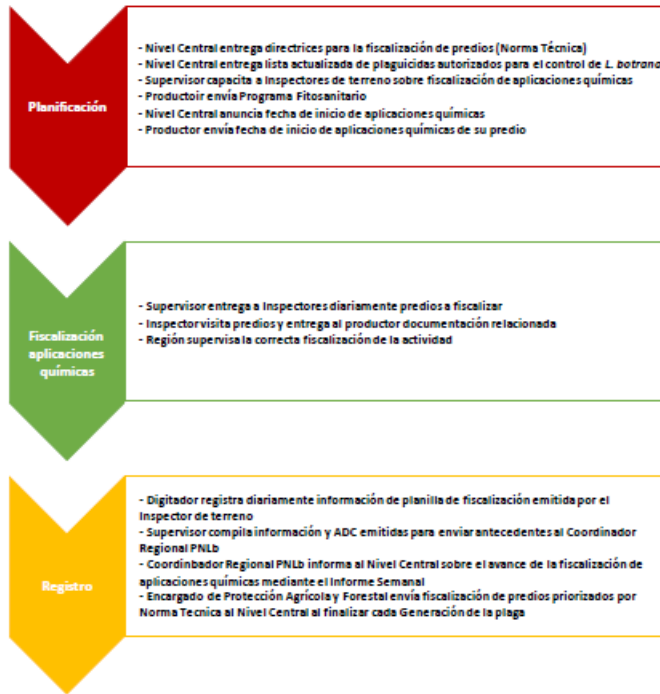 Planificación
- Nivel Central entrega directrices para la fiscalización de predios (Norma Técnica)
- Nivel Central entrega lista actualizada de plaguicidas autorizados para el control de L. botrana
- Supervisor capacita a Inspectores de terreno sobre fiscalización de aplicaciones químicas
- Productoir envía Programa Fitosanitario
- Nivel Central anuncia fecha de inicio de aplicaciones químicas
- Productor envía fecha de inicio de aplicaciones químicas de su predio
Fiscalización
aplicaciones
químicas
- Supervisor entrega a Inspectores diariamente predios a fiscalizar
- Inspector visita predios y entrega al productor documentación relacionada
- Región supervisa la correcta fiscalización de la actividad
Registro
- Digitador registra diariamente información de planilla de fiscalización emitida por el
Inspector de terreno
- Supervisor compila información y ADC emitidas para enviar antecedentes al Coordinador
Regional PNLb
- Coordinbador Regional PNLb informa al Nivel Central sobre el avance de la fiscalización de
aplicaciones químicas mediante el Informe Semanal
- Encargado de Protección Agrícola y Forestal envía fiscalización de predios priorizados por
Norma Tecnica al Nivel Central al finalizar cada Generación de la plaga